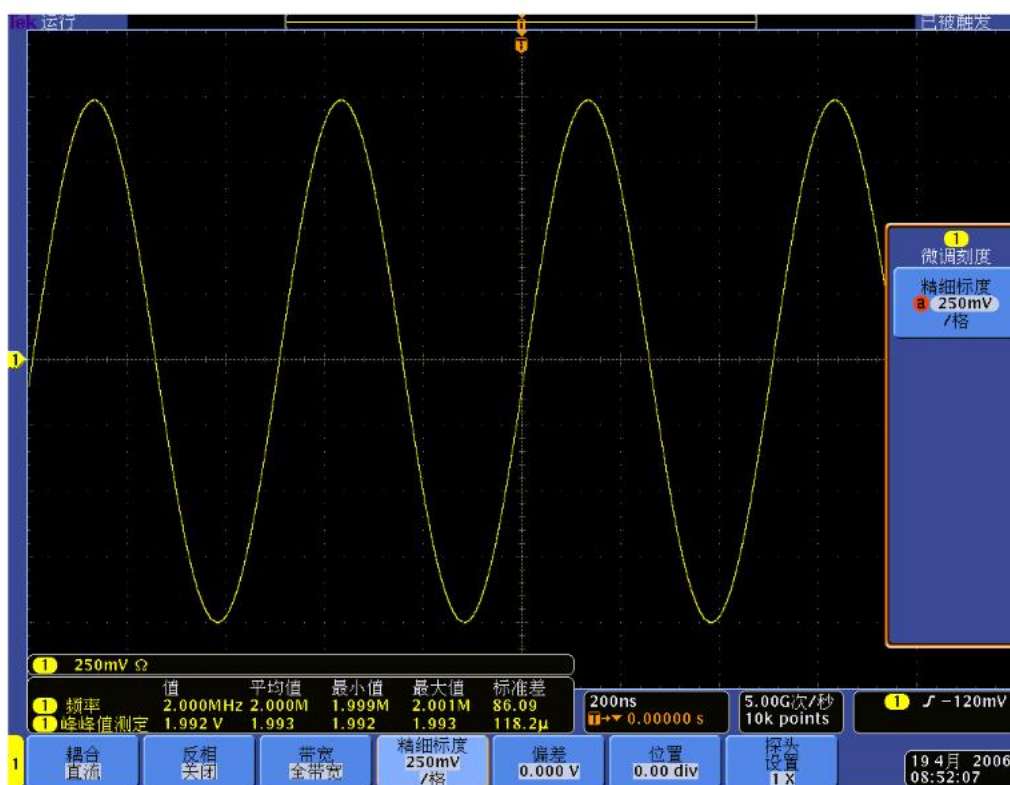 Tek 运行
已被触发
T
T
1
微调刻度
精细标度
a 250mV
/格
1
1 250mV Ω
值 平均值 最小值 最大值 标准差
1 频率 2.000MHz 2.000M 1.999M 2.001M 86.09
1 峰峰值测定 1.992 V 1.993 1.992 1.993 118.2μ
200ns
T→▼ 0.00000 s
5.00G次/秒
10k points
1 ∫ −120mV
1
耦合
直流
反相
关闭
带宽
全带宽
精细标度
250mV
/格
偏差
0.000 V
位置
0.00 div
探头
设置
1 X
19 4月 2006
08:52:07